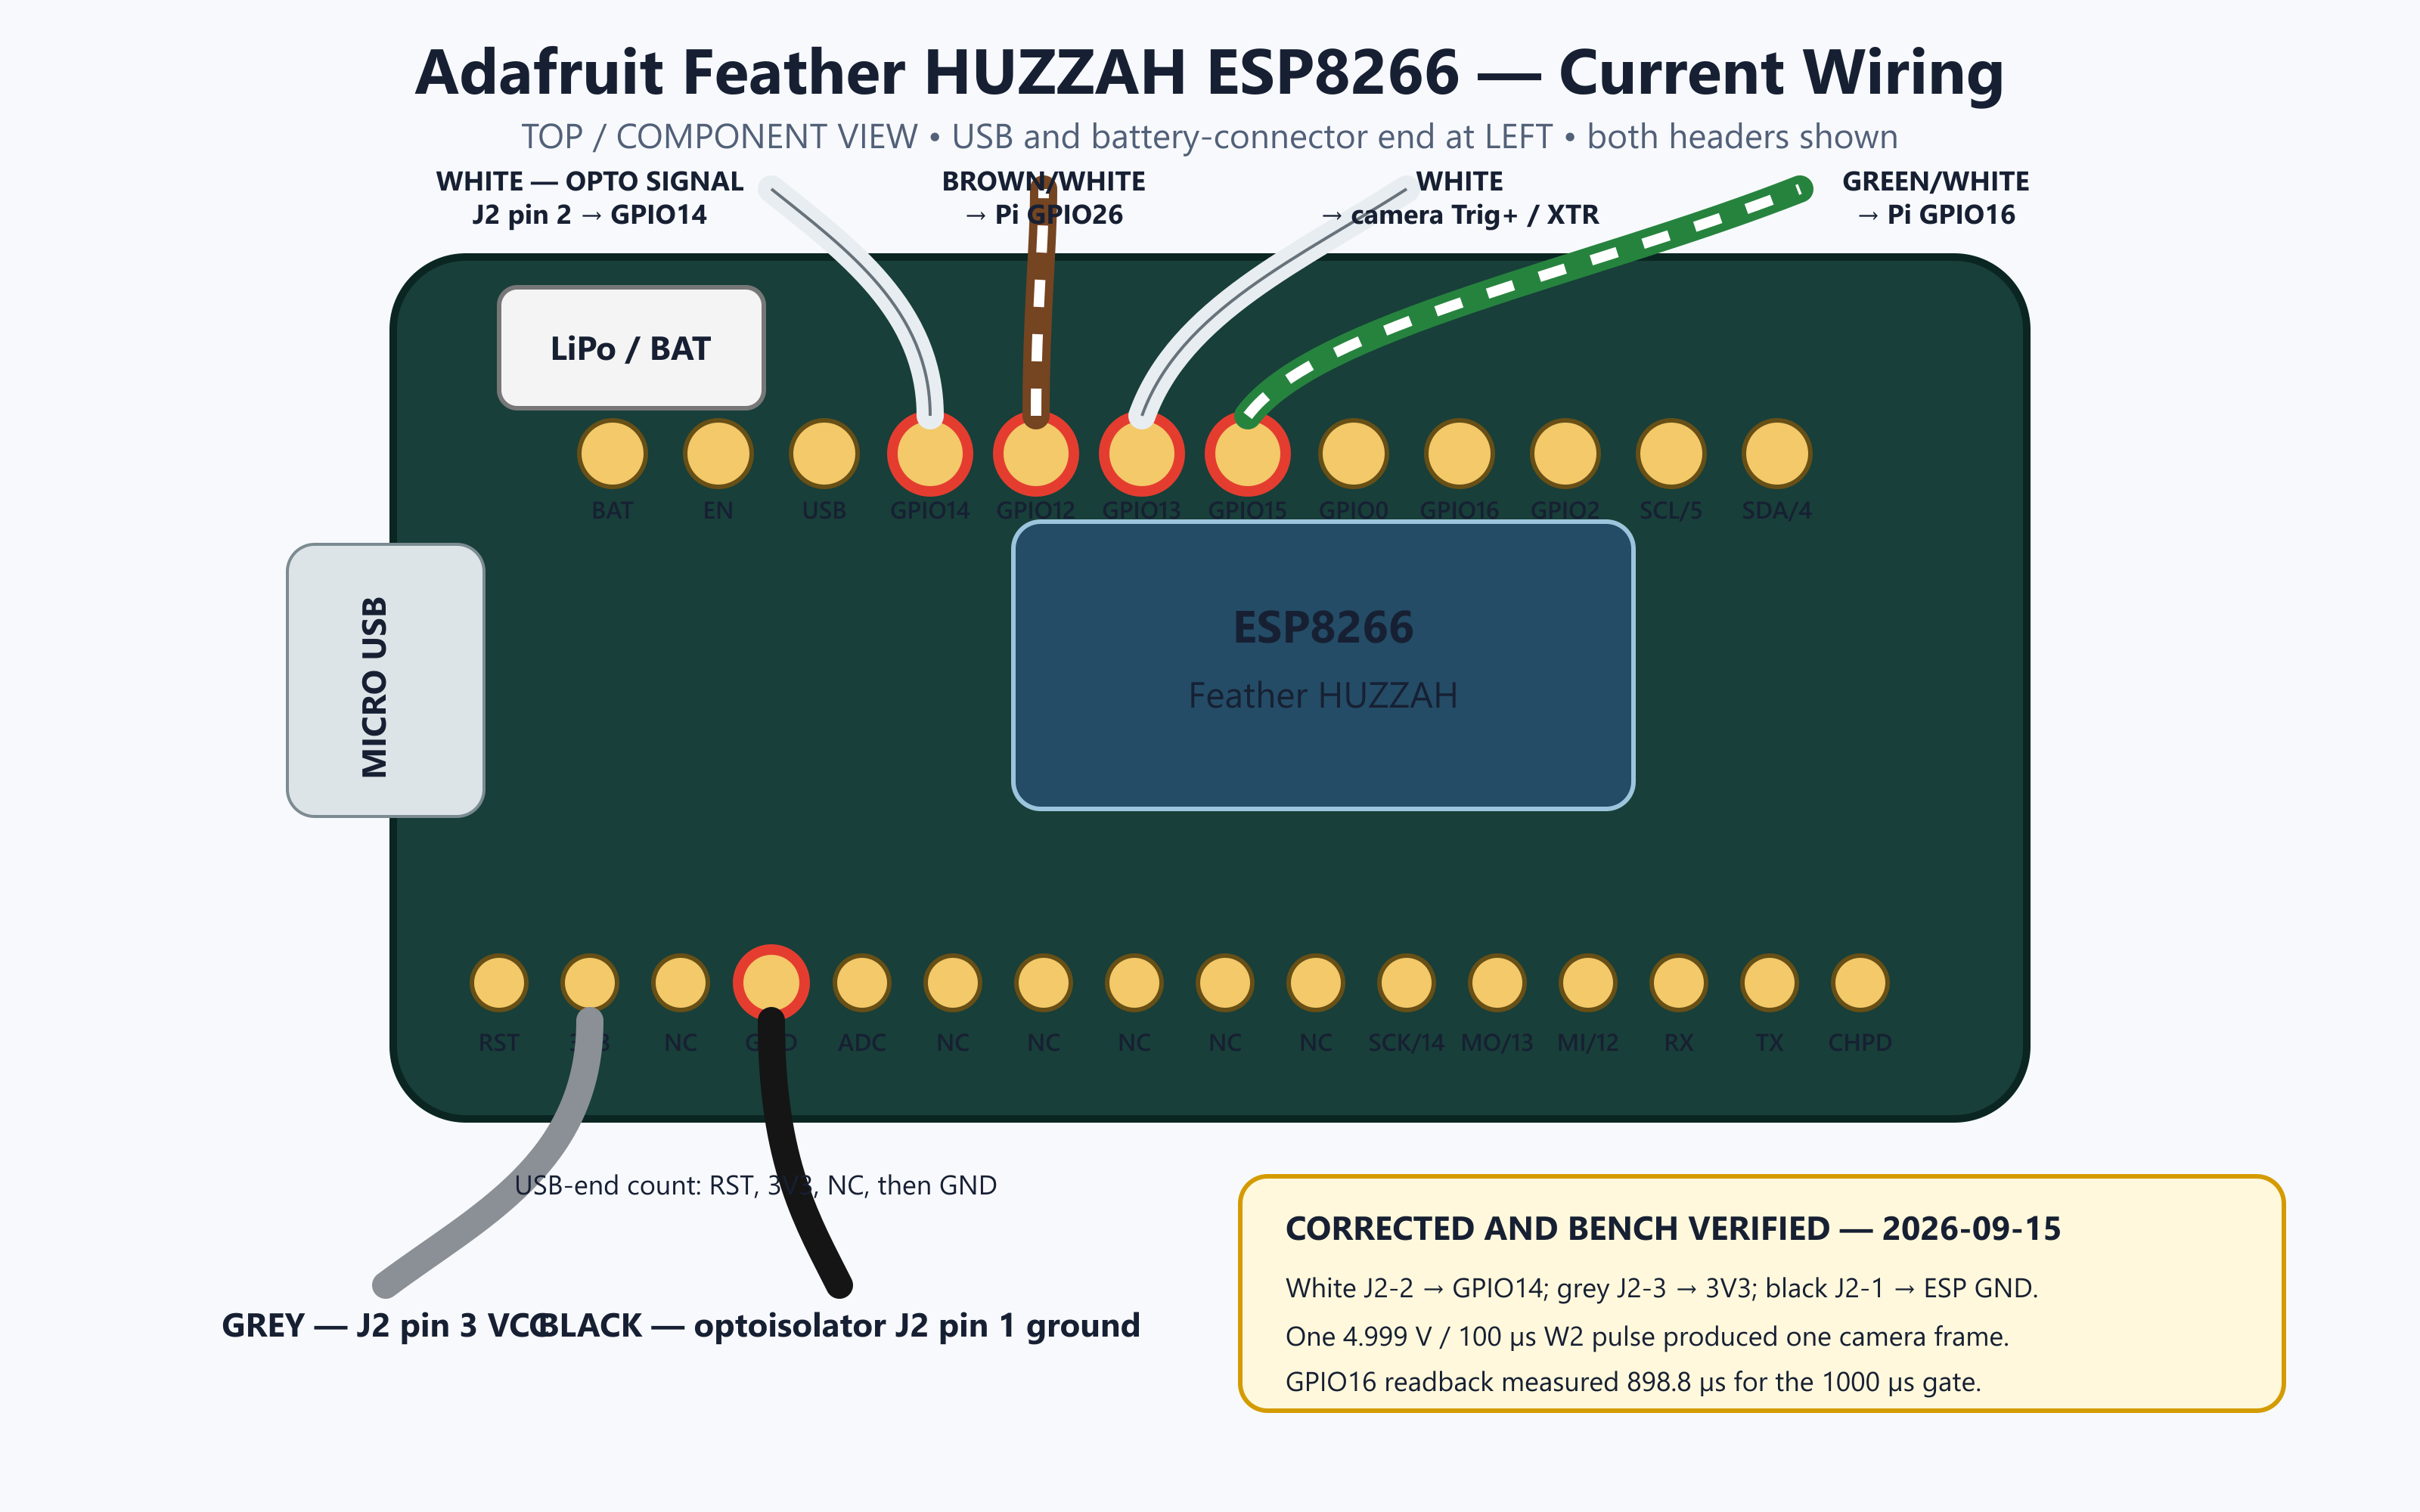 Adafruit Feather HUZZAH ESP8266 — Current Wiring
TOP / COMPONENT VIEW • USB and battery-connector end at LEFT • both headers shown
WHITE — OPTO SIGNAL
J2 pin 2 → GPIO14
BROWN/WHITE
→ Pi GPIO26
WHITE
→ camera Trig+ / XTR
GREEN/WHITE
→ Pi GPIO16
LiPo / BAT
BAT EN USB GPIO14 GPIO12 GPIO13 GPIO15 GPIO0 GPIO16 GPIO2 SCL/5 SDA/4
MICRO USB
ESP8266
Feather HUZZAH
RST 3V3 NC GND ADC NC NC NC NC NC SCK/14 MO/13 MI/12 RX TX CHPD
USB-end count: RST, 3V3, NC, then GND
GREY — J2 pin 3 VCC
BLACK — optoisolator J2 pin 1 ground
CORRECTED AND BENCH VERIFIED — 2026-09-15
White J2-2 → GPIO14; grey J2-3 → 3V3; black J2-1 → ESP GND.
One 4.999 V / 100 µs W2 pulse produced one camera frame.
GPIO16 readback measured 898.8 µs for the 1000 µs gate.